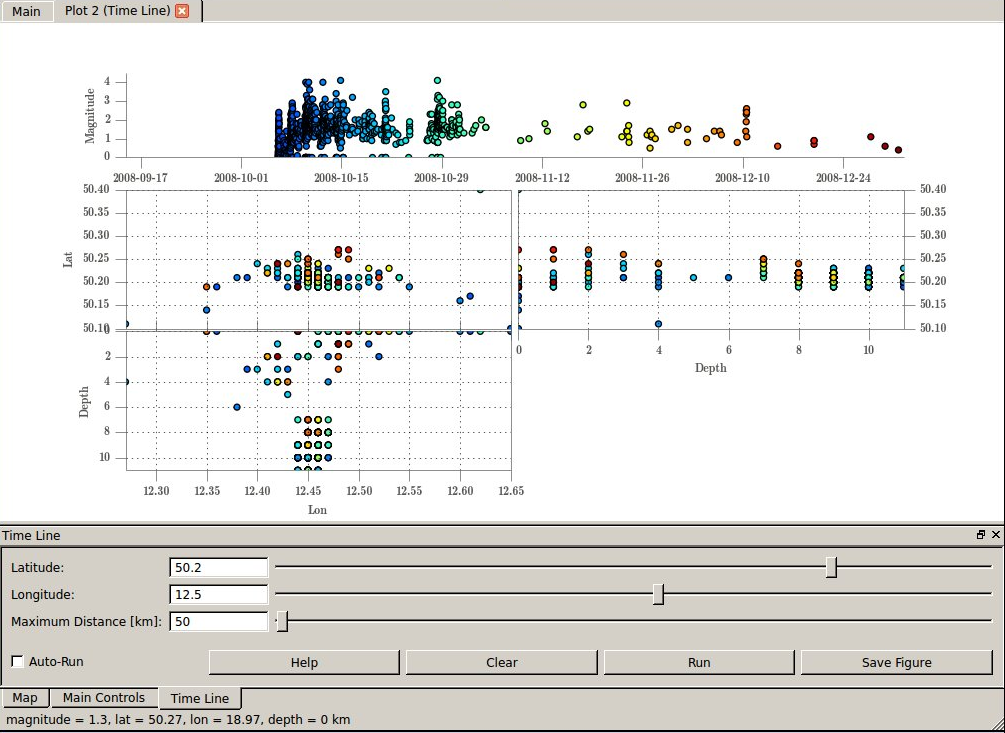 Main Plot 2 (Time Line)
4
3
2
1
0
Magnitude
2008-09-17 2008-10-01 2008-10-15 2008-10-29 2008-11-12 2008-11-26 2008-12-10 2008-12-24
50.40 50.40
50.35 50.35
50.30 50.30
50.25 50.25
Lat
50.20 50.20
50.15 50.15
50.10 50.10
0
0 2 4 6 8 10
Depth
2
4
Depth
6
8
10
12.30 12.35 12.40 12.45 12.50 12.55 12.60 12.65
Lon
Time Line
Latitude: 50.2
Longitude: 12.5
Maximum Distance [km]: 50
Auto-Run Help Clear Run Save Figure
Map Main Controls Time Line
magnitude = 1.3, lat = 50.27, lon = 18.97, depth = 0 km